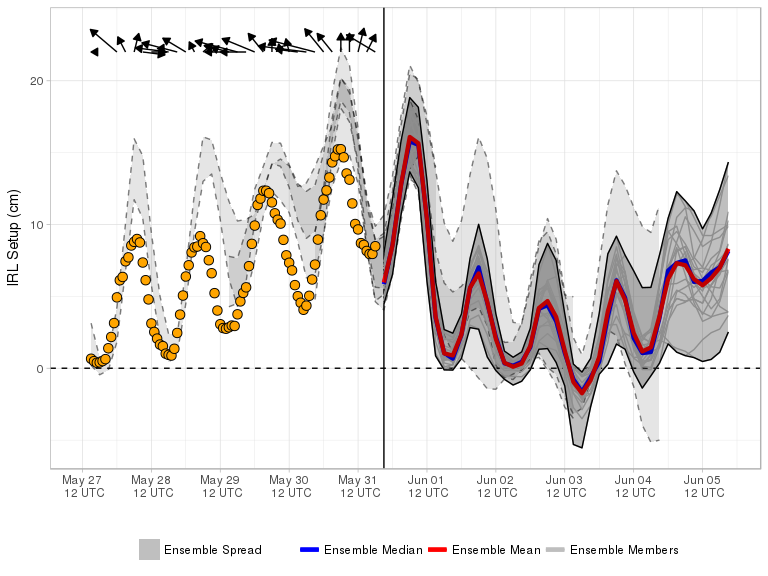 IRL Setup (cm)
20
10
0
May 27 May 28 May 29 May 30 May 31 Jun 01 Jun 02 Jun 03 Jun 04 Jun 05
12 UTC 12 UTC 12 UTC 12 UTC 12 UTC 12 UTC 12 UTC 12 UTC 12 UTC 12 UTC
Ensemble Spread Ensemble Median Ensemble Mean Ensemble Members